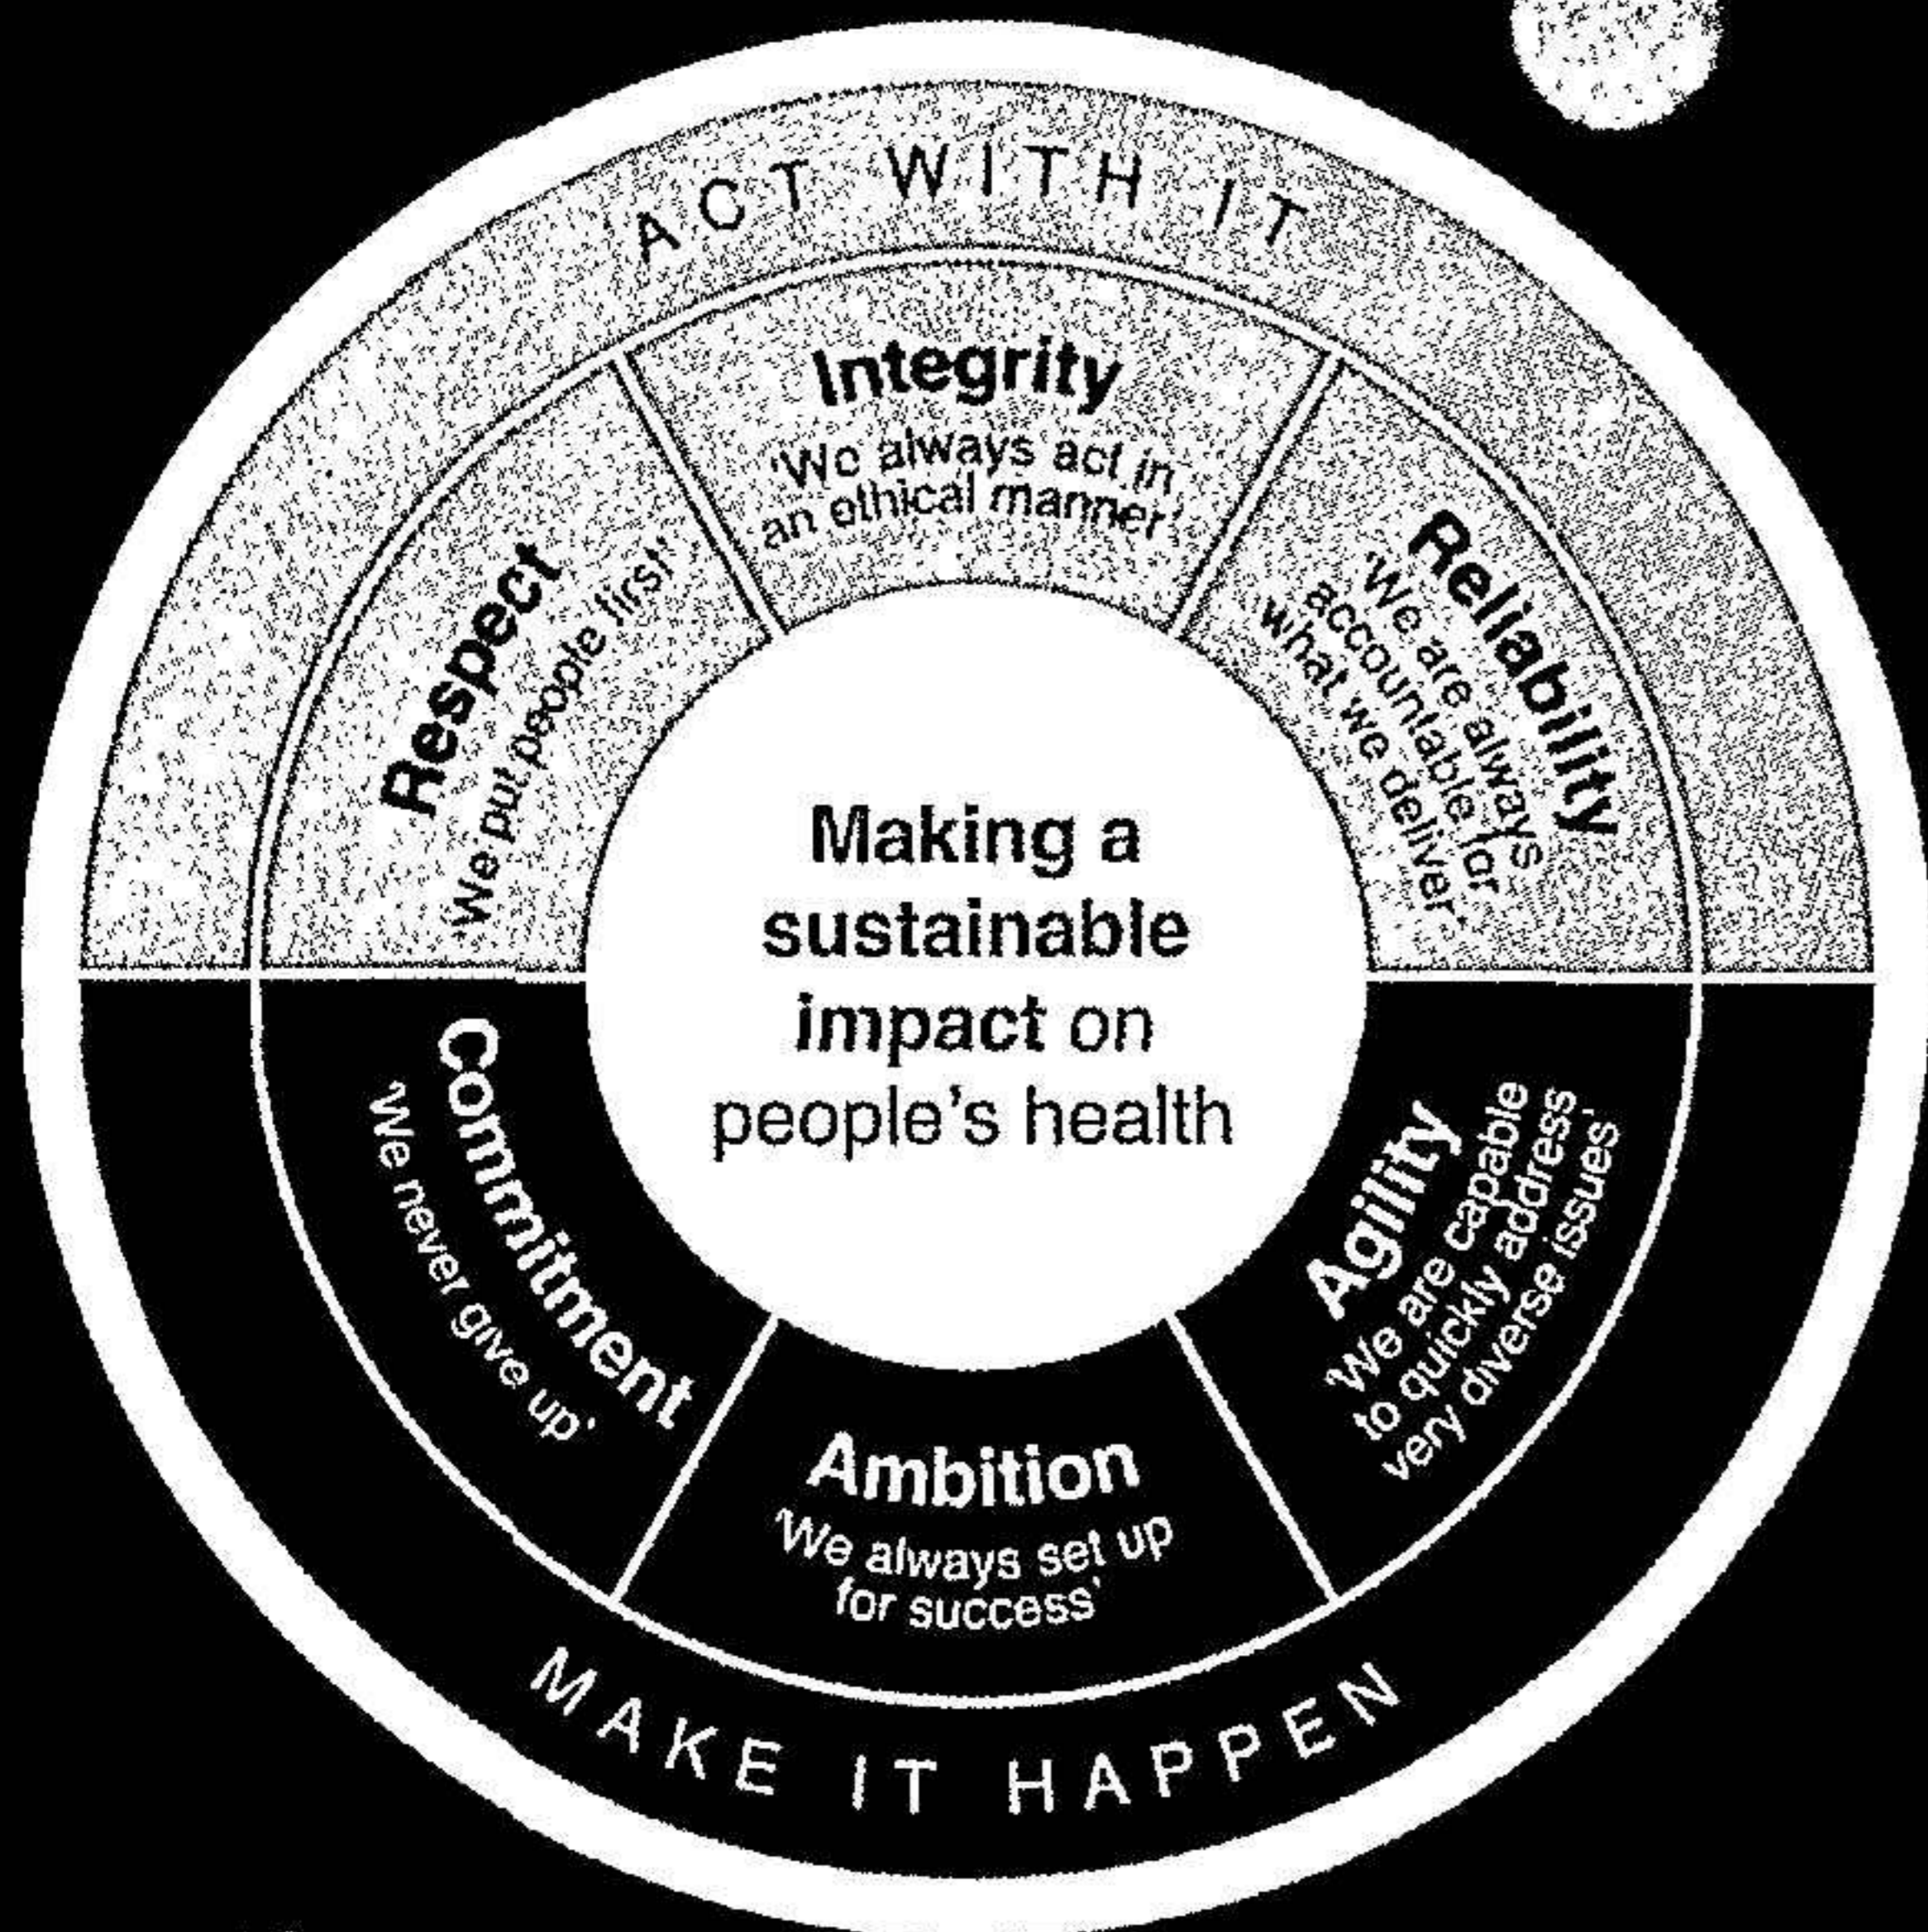 ACT WITH IT
Integrity
'We always act in
an ethical manner'
Respect
'We put people first'
Reliability
'We are always
accountable for
what we deliver'
Making a
sustainable
impact on
people's health
Commitment
'We never give up'
Agility
'We are capable
to quickly address
very diverse issues'
Ambition
'We always set up
for success'
MAKE IT HAPPEN